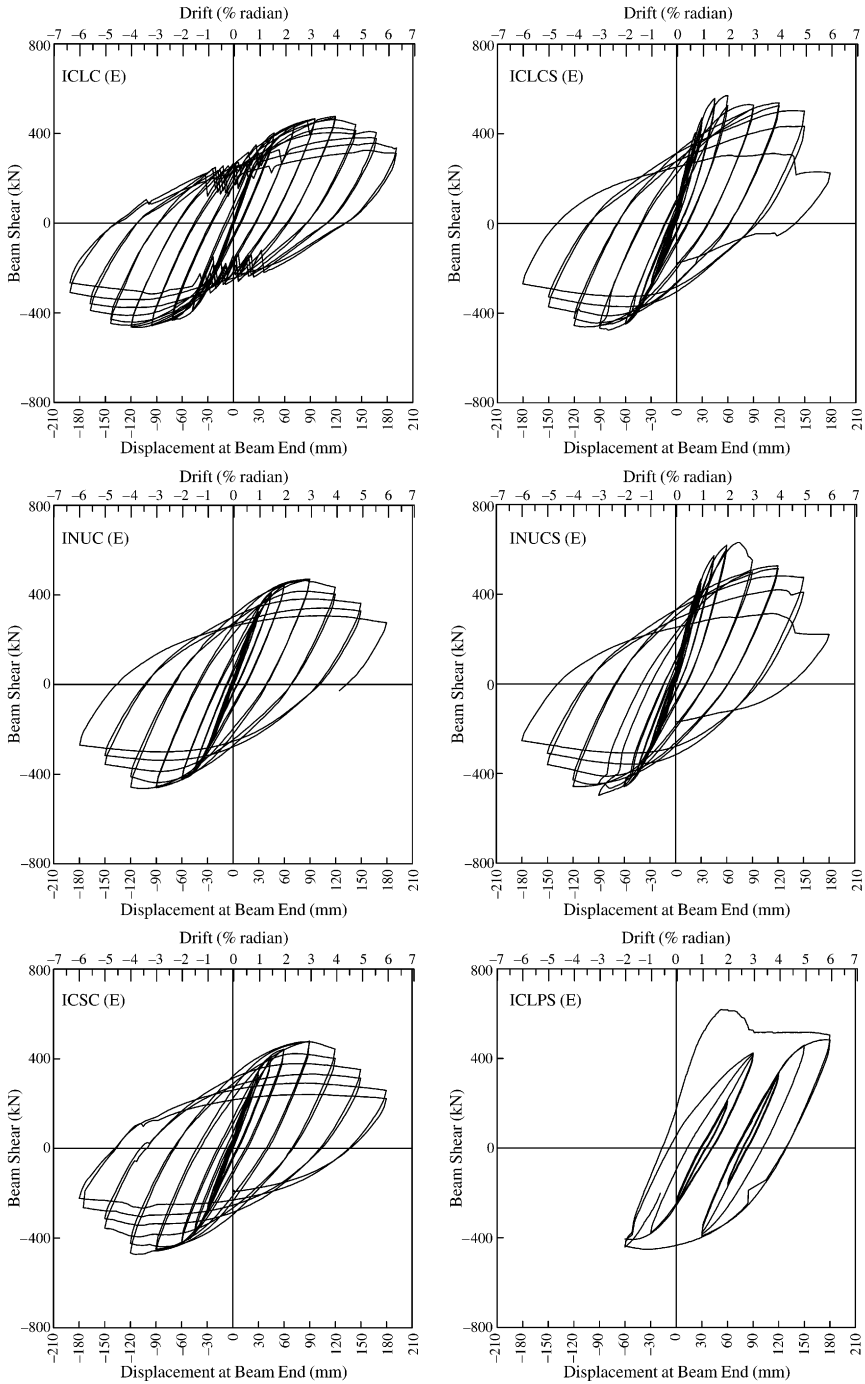 Drift (% radian)
−7 −6 −5 −4 −3 −2 −1 0 1 2 3 4 5 6 7
800
400
0
−400
−800
Beam Shear (kN)
ICLC (E)
−210 −180 −150 −120 −90 −60 −30 0 30 60 90 120 150 180 210
Displacement at Beam End (mm)
Drift (% radian)
−7 −6 −5 −4 −3 −2 −1 0 1 2 3 4 5 6 7
800
400
0
−400
−800
Beam Shear (kN)
ICLCS (E)
−210 −180 −150 −120 −90 −60 −30 0 30 60 90 120 150 180 210
Displacement at Beam End (mm)
Drift (% radian)
−7 −6 −5 −4 −3 −2 −1 0 1 2 3 4 5 6 7
800
400
0
−400
−800
Beam Shear (kN)
INUC (E)
−210 −180 −150 −120 −90 −60 −30 0 30 60 90 120 150 180 210
Displacement at Beam End (mm)
Drift (% radian)
−7 −6 −5 −4 −3 −2 −1 0 1 2 3 4 5 6 7
800
400
0
−400
−800
Beam Shear (kN)
INUCS (E)
−210 −180 −150 −120 −90 −60 −30 0 30 60 90 120 150 180 210
Displacement at Beam End (mm)
Drift (% radian)
−7 −6 −5 −4 −3 −2 −1 0 1 2 3 4 5 6 7
800
400
0
−400
−800
Beam Shear (kN)
ICSC (E)
−210 −180 −150 −120 −90 −60 −30 0 30 60 90 120 150 180 210
Displacement at Beam End (mm)
Drift (% radian)
−7 −6 −5 −4 −3 −2 −1 0 1 2 3 4 5 6 7
800
400
0
−400
−800
Beam Shear (kN)
ICLPS (E)
−210 −180 −150 −120 −90 −60 −30 0 30 60 90 120 150 180 210
Displacement at Beam End (mm)